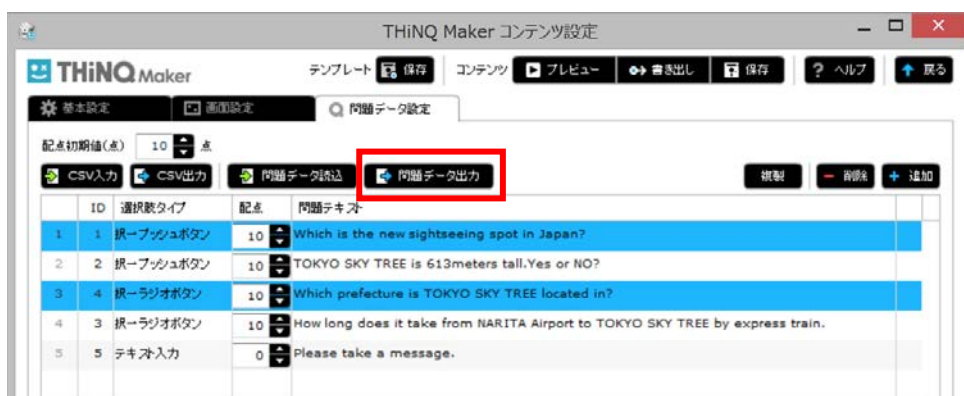 THiNQ Maker コンテンツ設定
THiNQ Maker テンプレート 保存 コンテンツ プレビュー 書き出し 保存 ? ヘルプ 戻る
基本設定 画面設定 問題データ設定
配点初期値(点) 10 点
CSV入力 CSV出力 問題データ読込 問題データ出力 複製 削除 追加
ID 選択肢タイプ 配点 問題テキスト
1 1 択一プッシュボタン 10 Which is the new sightseeing spot in Japan?
2 2 択一プッシュボタン 10 TOKYO SKY TREE is 613meters tall.Yes or NO?
3 4 択一ラジオボタン 10 Which prefecture is TOKYO SKY TREE located in?
4 3 択一ラジオボタン 10 How long does it take from NARITA Airport to TOKYO SKY TREE by express train.
5 5 テキスト入力 0 Please take a message.